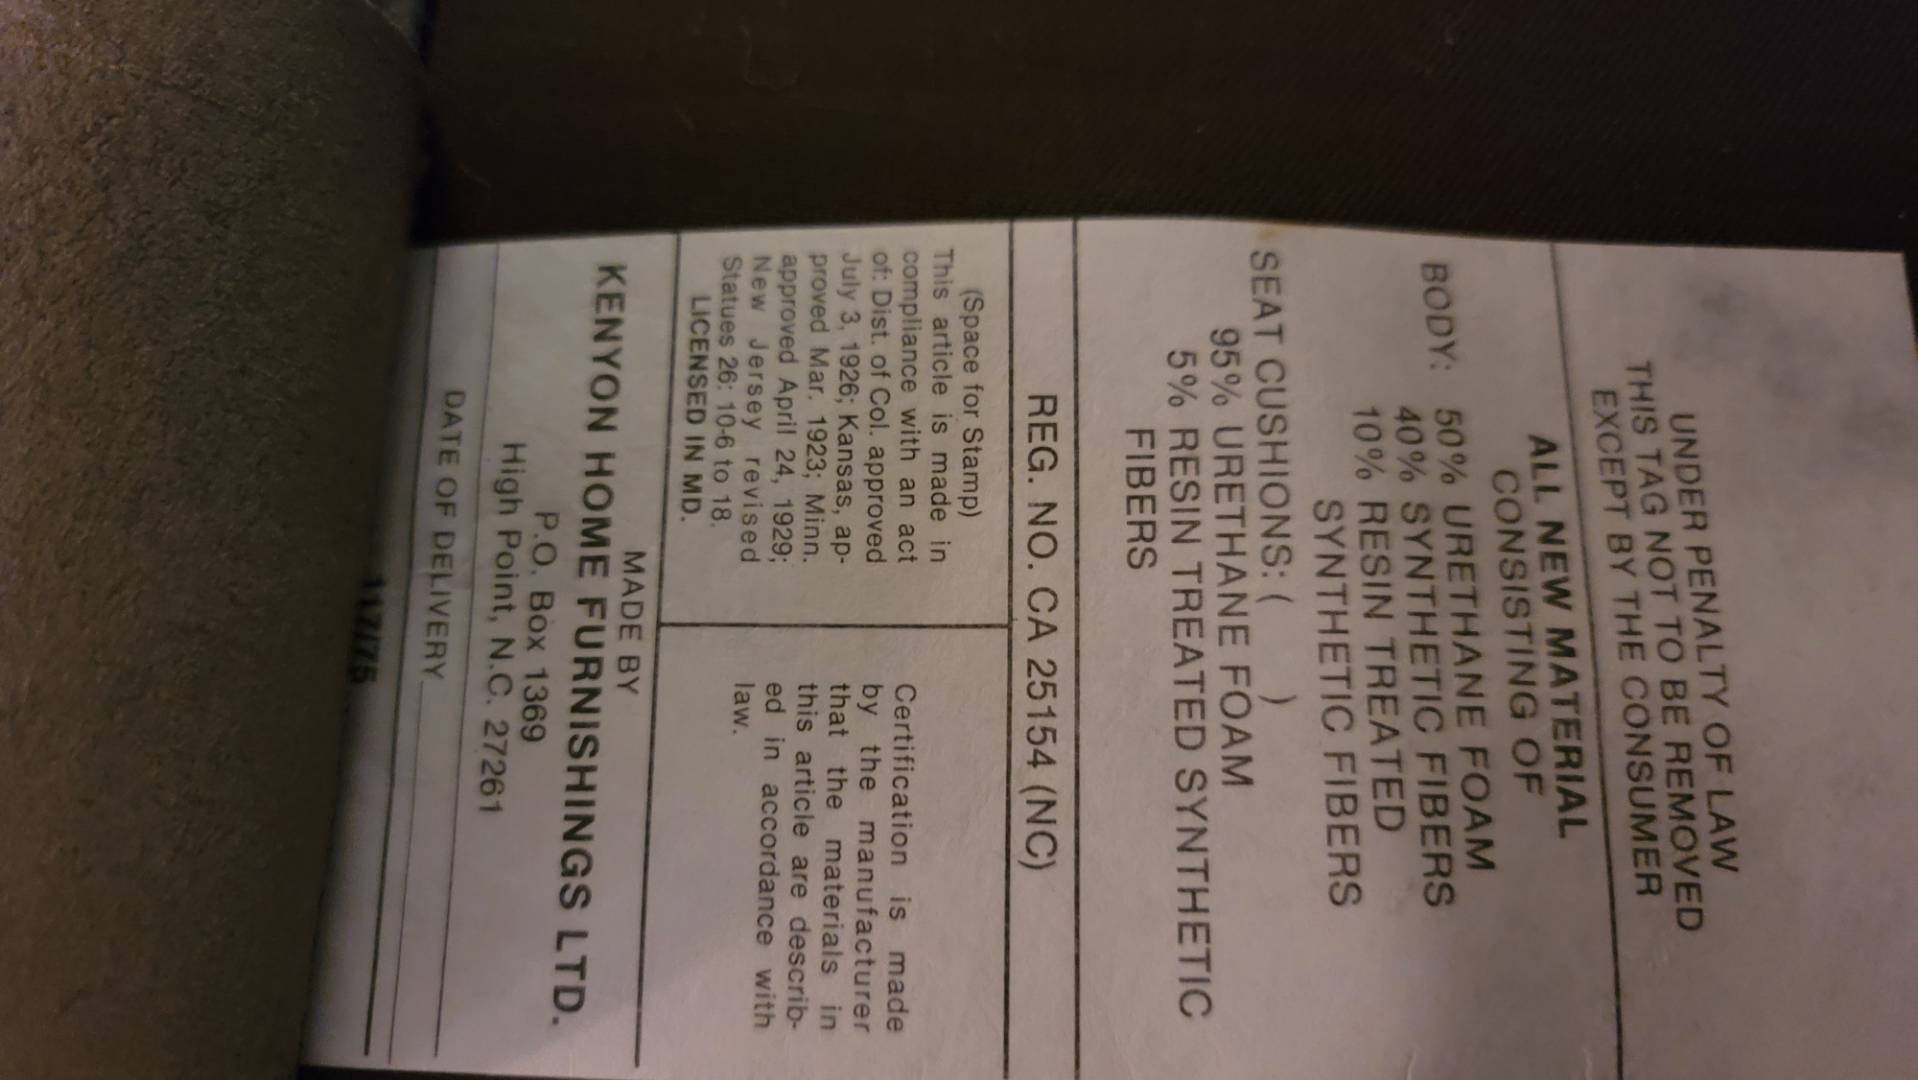 UNDER PENALTY OF LAW
THIS TAG NOT TO BE REMOVED
EXCEPT BY THE CONSUMER
ALL NEW MATERIAL
CONSISTING OF
BODY: 50% URETHANE FOAM
40% SYNTHETIC FIBERS
10% RESIN TREATED
SYNTHETIC FIBERS
SEAT CUSHIONS: ( )
95% URETHANE FOAM
5% RESIN TREATED SYNTHETIC
FIBERS
REG. NO. CA 25154 (NC)
(Space for Stamp)
This article is made in
compliance with an act
of: Dist. of Col. approved
July 3, 1926; Kansas, ap-
proved Mar. 1923; Minn.
approved April 24, 1929;
New Jersey revised
Statues 26: 10-6 to 18.
LICENSED IN MD.
Certification is made
by the manufacturer
that the materials in
this article are describ-
ed in accordance with
law.
MADE BY
KENYON HOME FURNISHINGS LTD.
P.O. Box 1369
High Point, N.C. 27261
DATE OF DELIVERY